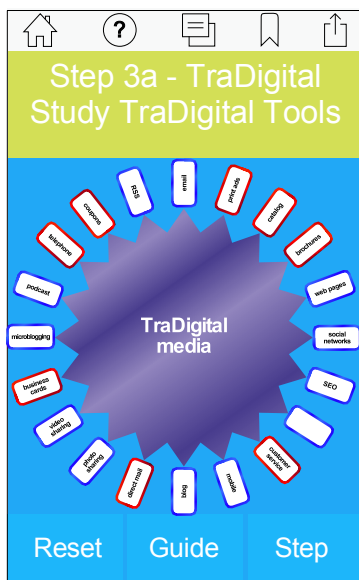 ?
Step 3a - TraDigital
Study TraDigital Tools
email
print ads
catalog
brochures
web pages
social
networks
SEO
customer
service
mobile
blog
direct mail
photo
sharing
video
sharing
business
cards
microblogging
podcast
telephone
coupons
RSS
TraDigital
media
Reset
Guide
Step